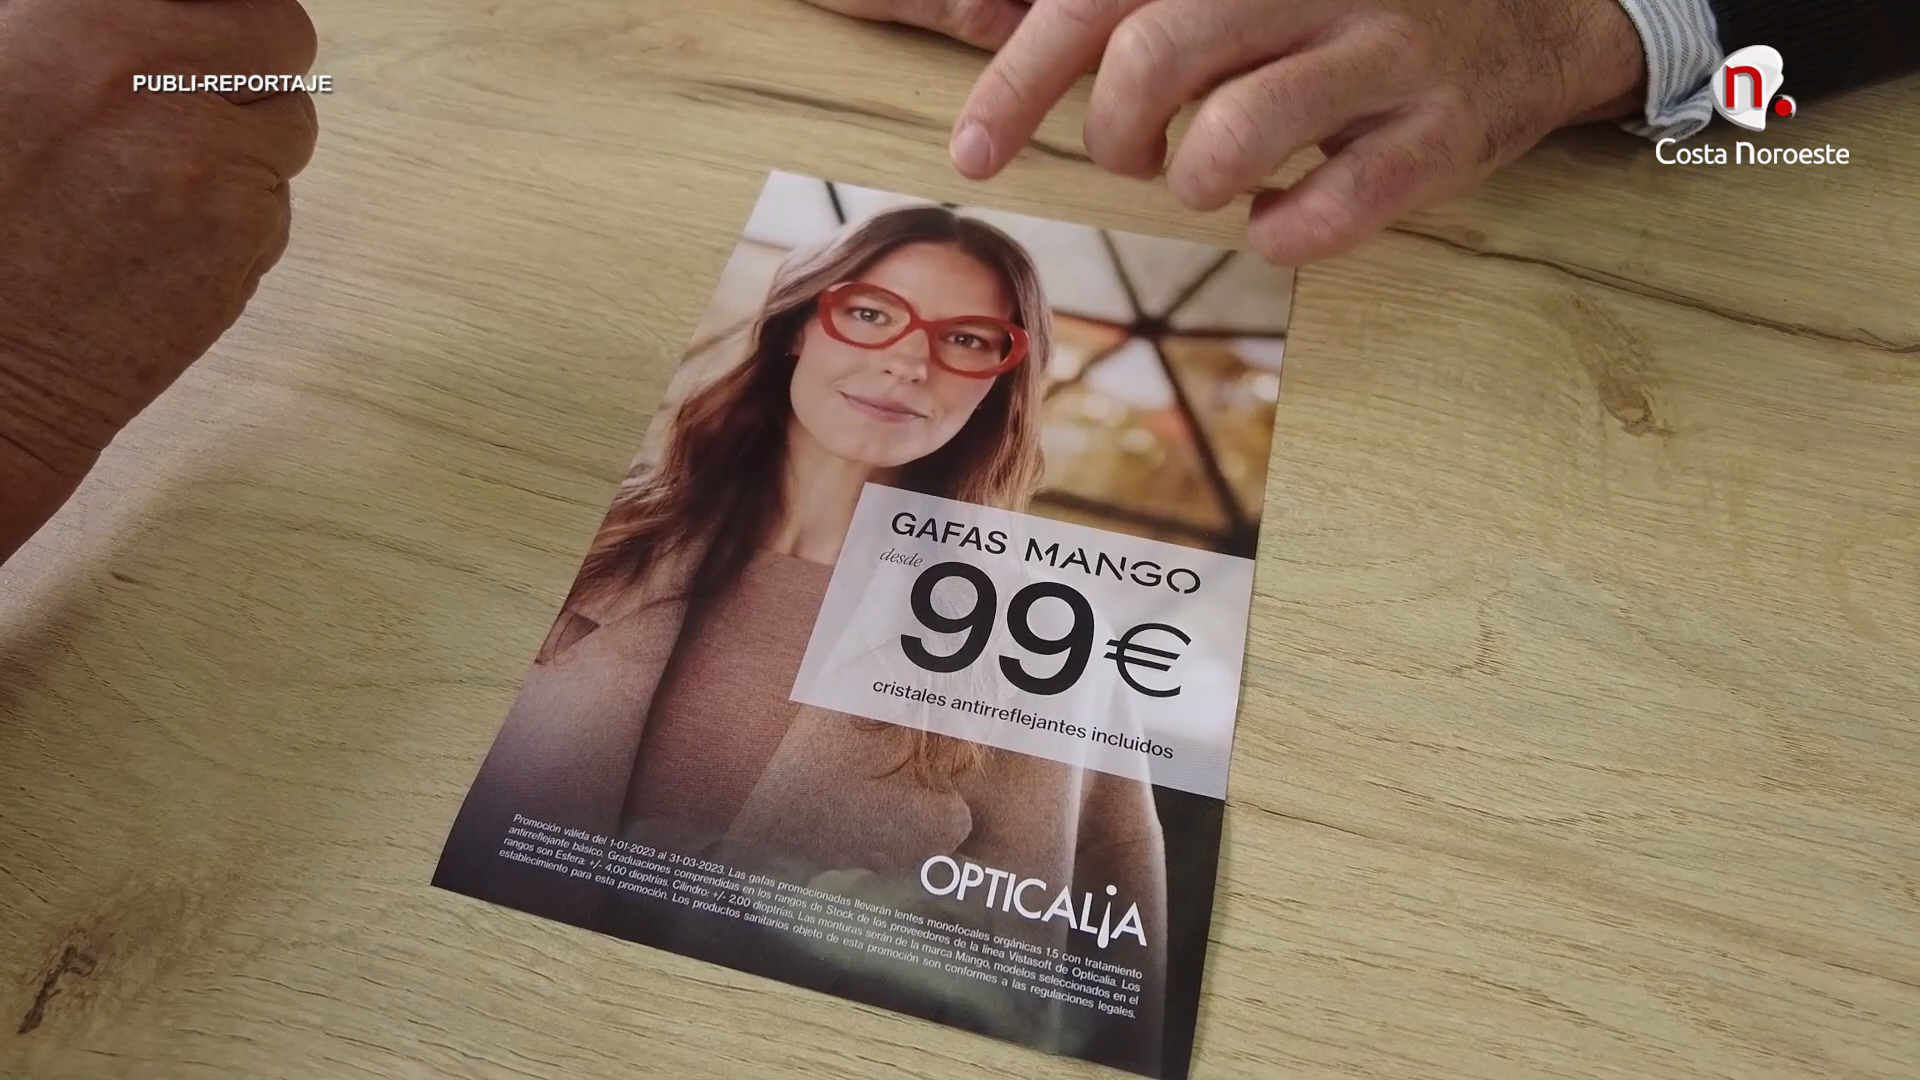 PUBLI-REPORTAJE
n.
Costa Noroeste
GAFAS MANGO
desde
99€
cristales antirreflejantes incluidos
OPTICALIA
Promoción válida del 1-01-2023 al 31-03-2023. Las gafas promocionadas llevarán lentes monofocales orgánicas 1.5 con tratamiento
antirreflejante básico. Graduaciones comprendidas en los rangos de Stock de los proveedores de la línea Vistasoft de Opticalia. Los
rangos son Esfera: +/- 4,00 dioptrías. Cilindro: +/- 2,00 dioptrías. Las monturas serán de la marca Mango, modelos seleccionados en el
establecimiento para esta promoción. Los productos sanitarios objeto de esta promoción son conformes a las regulaciones legales.